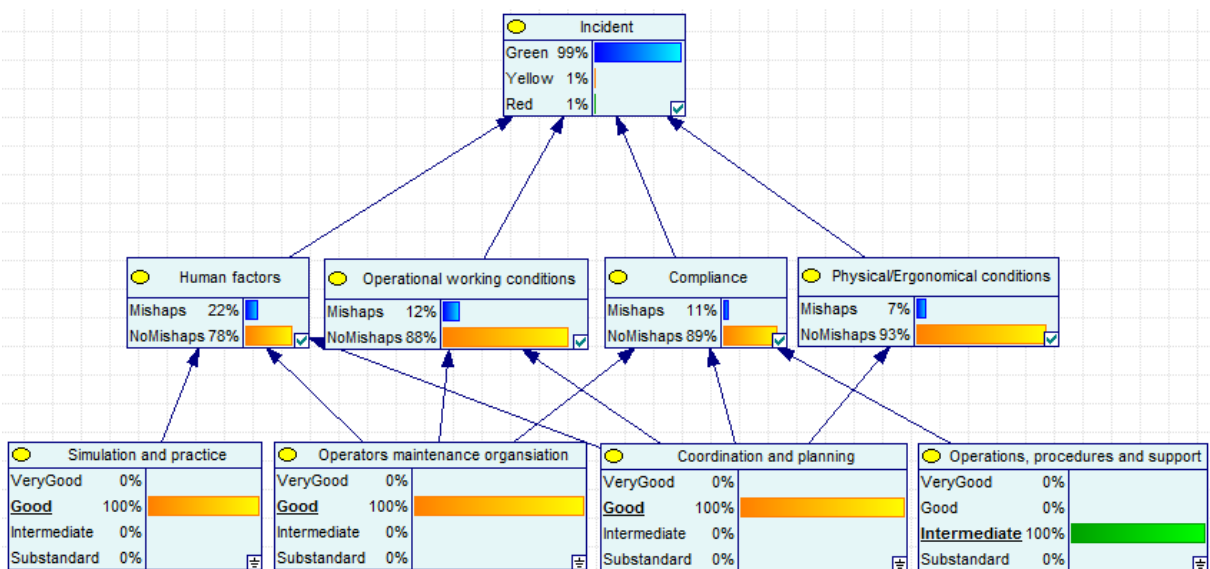 Incident
Green 99%
Yellow 1%
Red 1%
Human factors
Mishaps 22%
NoMishaps 78%
Operational working conditions
Mishaps 12%
NoMishaps 88%
Compliance
Mishaps 11%
NoMishaps 89%
Physical/Ergonomical conditions
Mishaps 7%
NoMishaps 93%
Simulation and practice
VeryGood 0%
Good 100%
Intermediate 0%
Substandard 0%
Operators maintenance organsiation
VeryGood 0%
Good 100%
Intermediate 0%
Substandard 0%
Coordination and planning
VeryGood 0%
Good 100%
Intermediate 0%
Substandard 0%
Operations, procedures and support
VeryGood 0%
Good 0%
Intermediate 100%
Substandard 0%